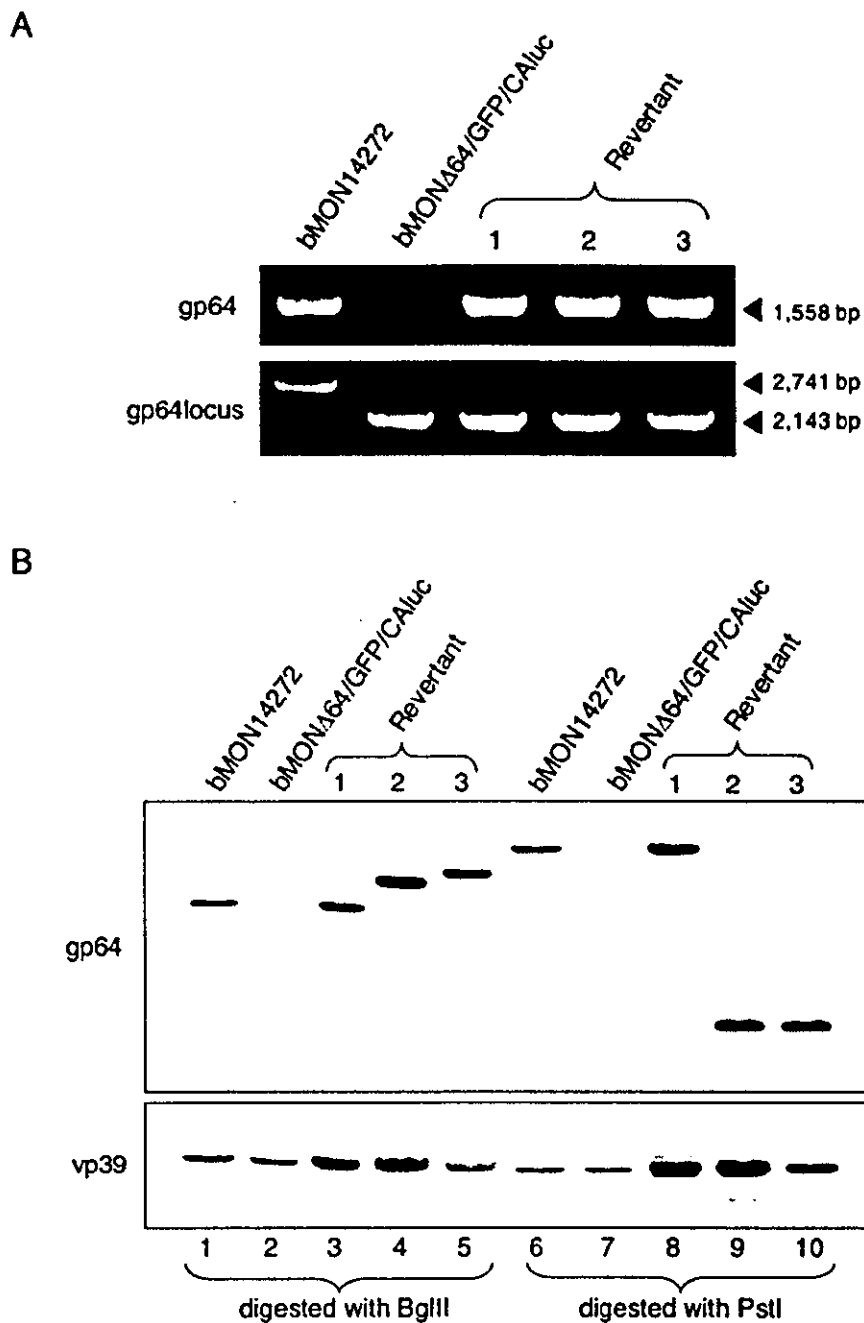 A
bMON14272
bMONΔ64/GFP/CAluc
Revertant
1 2 3
gp64
1,558 bp
gp64locus
2,741 bp
2,143 bp
B
bMON14272
bMONΔ64/GFP/CAluc
Revertant
1 2 3
bMON14272
bMONΔ64/GFP/CAluc
Revertant
1 2 3
gp64
vp39
1 2 3 4 5 6 7 8 9 10
digested with BglII
digested with PstI